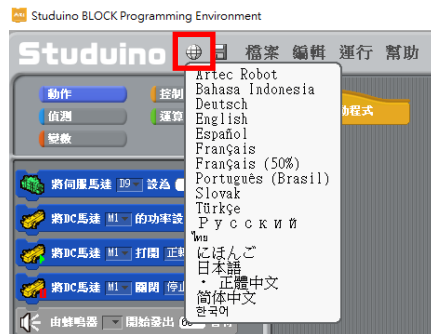 Studuino BLOCK Programming Environment
Studuino 檔案 編輯 運行 幫助
動作 控制
偵測 運算
變數
動程式
Artec Robot
Bahasa Indonesia
Deutsch
English
Español
Français
Français (50%)
Português (Brasil)
Slovak
Türkçe
Русский
ไทย
にほんご
日本語
・ 正體中文
简体中文
한국어
將伺服馬達 D9 設為
將DC馬達 M1 的功率設
將DC馬達 M1 打開 正轉
將DC馬達 M1 關閉 停止
由蜂鳴器 開始發出